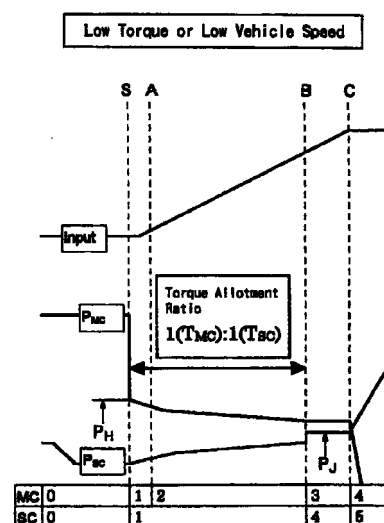 Low Torque or Low Vehicle Speed
S A B C
Input
Torque Allotment
Ratio
1(TMC):1(TSC)
PMC
PH
PSC
PJ
MC 0 1 2 3 4
SC 0 1 4 5